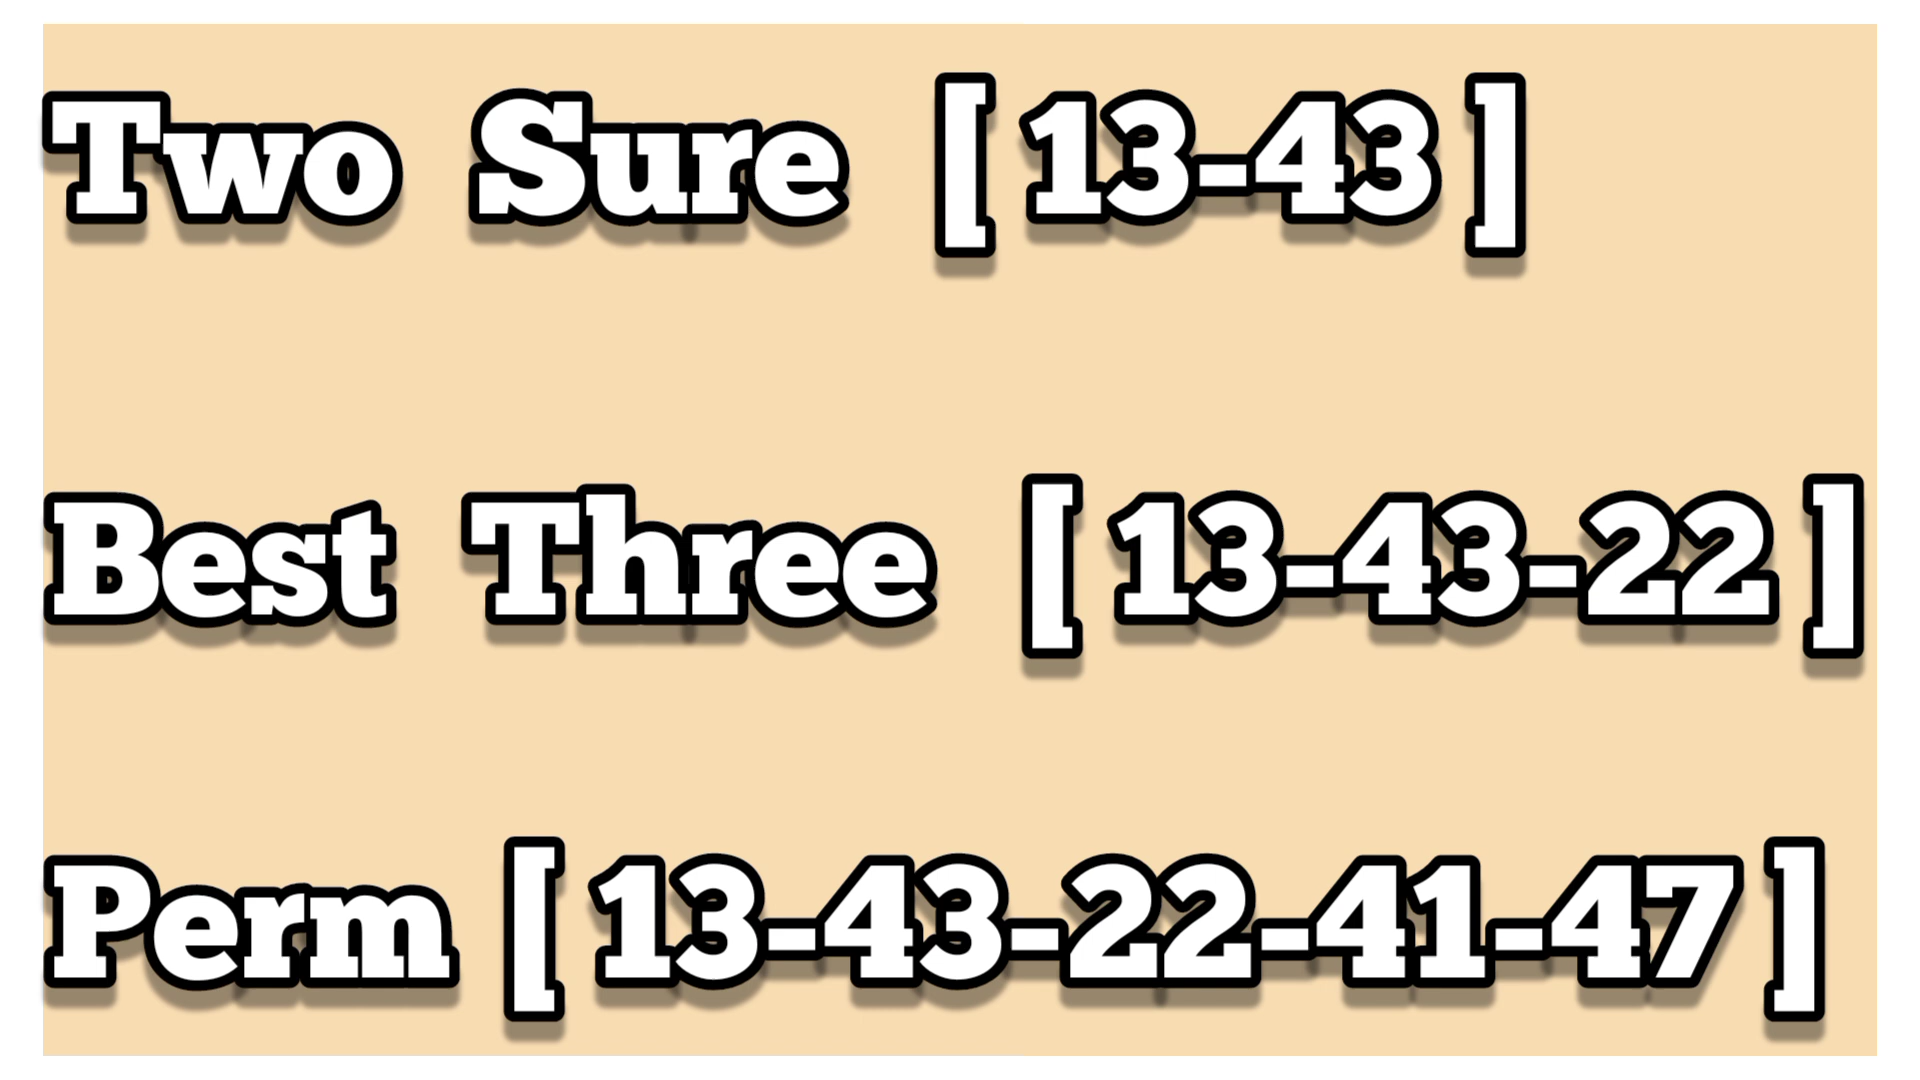 Two Sure [ 13-43 ]
Best Three [ 13-43-22 ]
Perm [ 13-43-22-41-47 ]